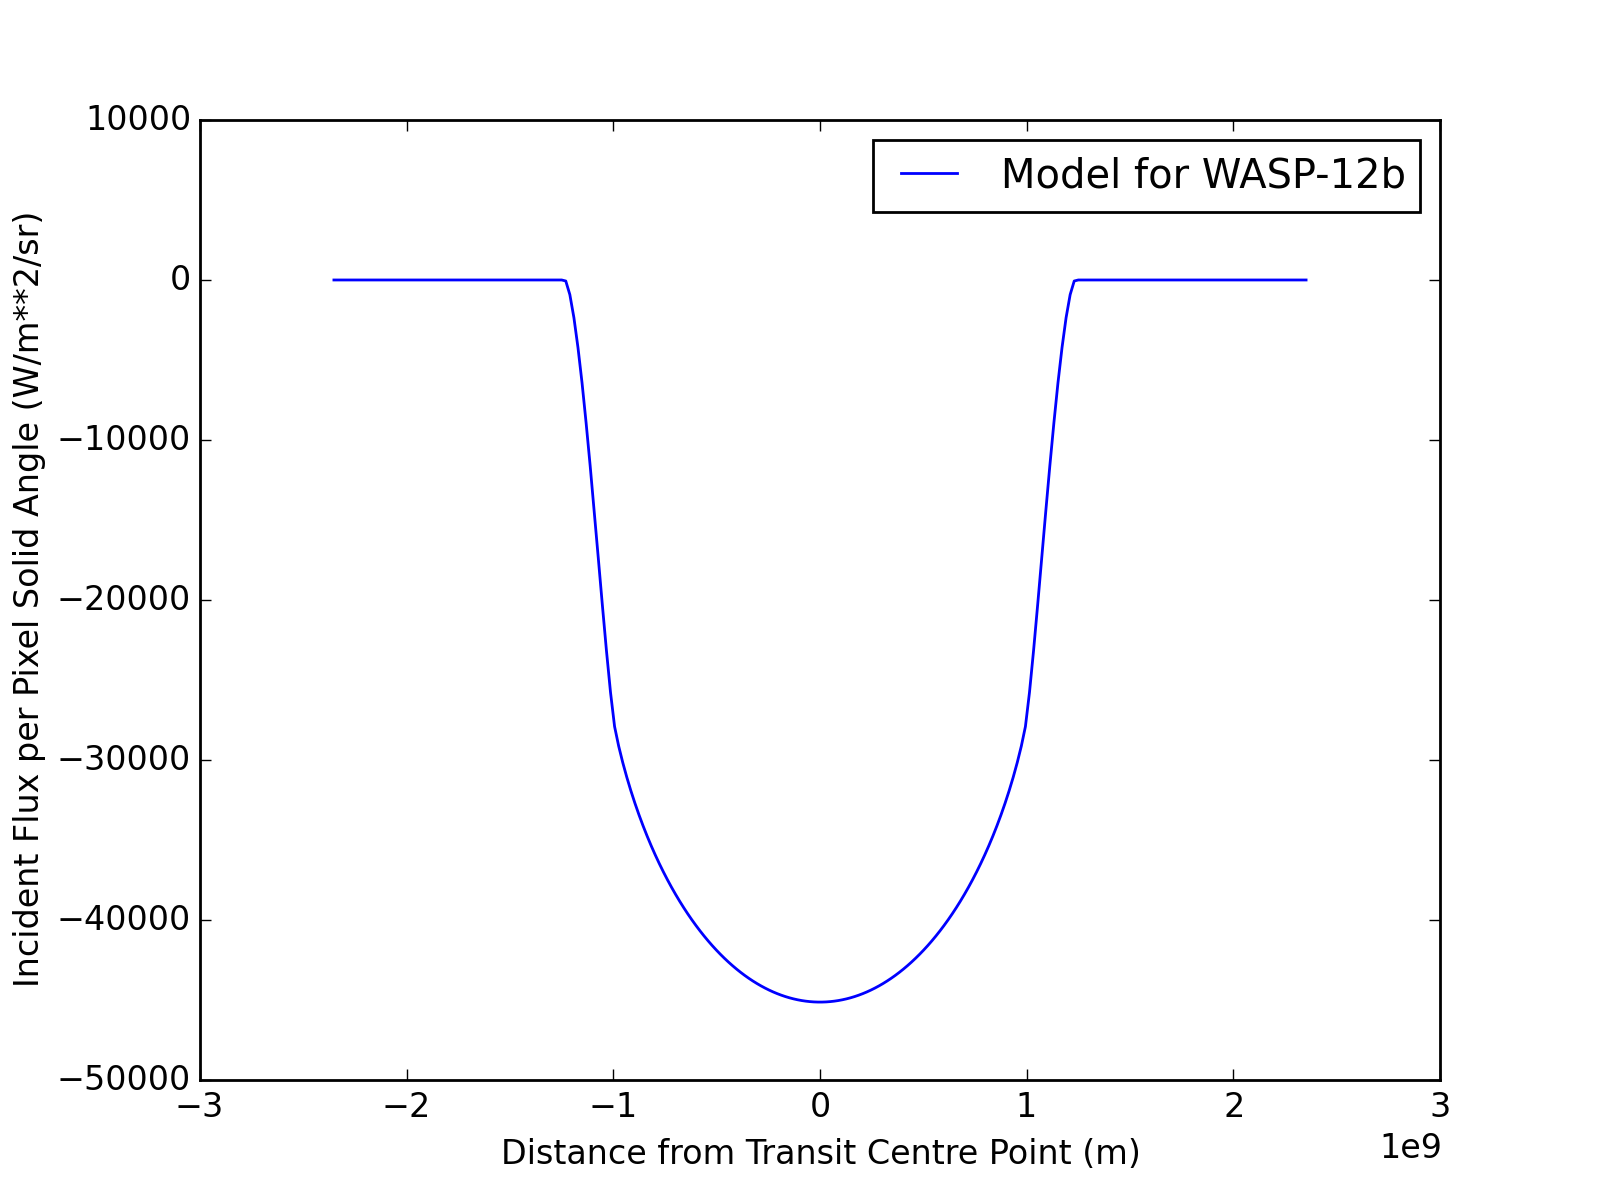 10000
0
−10000
−20000
−30000
−40000
−50000
Incident Flux per Pixel Solid Angle (W/m**2/sr)
Model for WASP-12b
−3 −2 −1 0 1 2 3
1e9
Distance from Transit Centre Point (m)